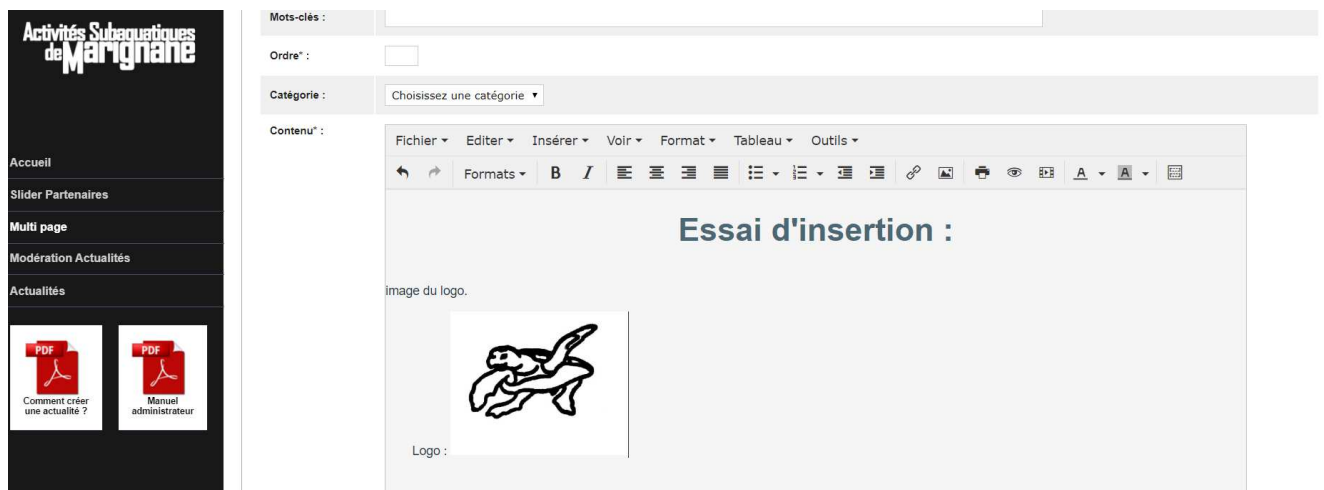 Activités Subaquatiques
de Marignane
Accueil
Slider Partenaires
Multi page
Modération Actualités
Actualités
PDF
Comment créer
une actualité ?
PDF
Manuel
administrateur
Mots-clés :
Ordre* :
Catégorie :
Choisissez une catégorie
Contenu* :
Fichier Editer Insérer Voir Format Tableau Outils
Formats B I A A
Essai d'insertion :
image du logo.
Logo :